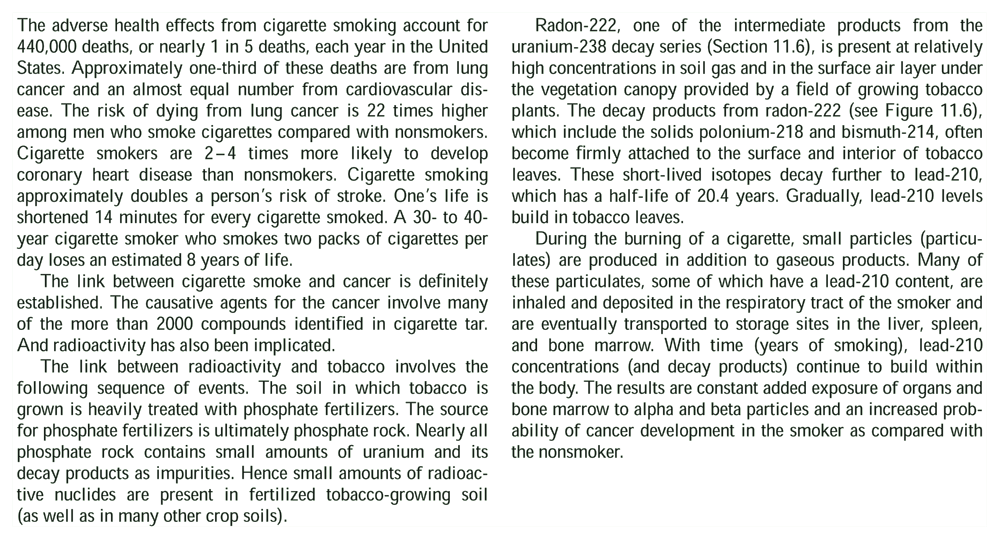 The adverse health effects from cigarette smoking account for
440,000 deaths, or nearly 1 in 5 deaths, each year in the United
States. Approximately one-third of these deaths are from lung
cancer and an almost equal number from cardiovascular dis-
ease. The risk of dying from lung cancer is 22 times higher
among men who smoke cigarettes compared with nonsmokers.
Cigarette smokers are 2–4 times more likely to develop
coronary heart disease than nonsmokers. Cigarette smoking
approximately doubles a person's risk of stroke. One's life is
shortened 14 minutes for every cigarette smoked. A 30- to 40-
year cigarette smoker who smokes two packs of cigarettes per
day loses an estimated 8 years of life.
The link between cigarette smoke and cancer is definitely
established. The causative agents for the cancer involve many
of the more than 2000 compounds identified in cigarette tar.
And radioactivity has also been implicated.
The link between radioactivity and tobacco involves the
following sequence of events. The soil in which tobacco is
grown is heavily treated with phosphate fertilizers. The source
for phosphate fertilizers is ultimately phosphate rock. Nearly all
phosphate rock contains small amounts of uranium and its
decay products as impurities. Hence small amounts of radioac-
tive nuclides are present in fertilized tobacco-growing soil
(as well as in many other crop soils).
Radon-222, one of the intermediate products from the
uranium-238 decay series (Section 11.6), is present at relatively
high concentrations in soil gas and in the surface air layer under
the vegetation canopy provided by a field of growing tobacco
plants. The decay products from radon-222 (see Figure 11.6),
which include the solids polonium-218 and bismuth-214, often
become firmly attached to the surface and interior of tobacco
leaves. These short-lived isotopes decay further to lead-210,
which has a half-life of 20.4 years. Gradually, lead-210 levels
build in tobacco leaves.
During the burning of a cigarette, small particles (particu-
lates) are produced in addition to gaseous products. Many of
these particulates, some of which have a lead-210 content, are
inhaled and deposited in the respiratory tract of the smoker and
are eventually transported to storage sites in the liver, spleen,
and bone marrow. With time (years of smoking), lead-210
concentrations (and decay products) continue to build within
the body. The results are constant added exposure of organs and
bone marrow to alpha and beta particles and an increased prob-
ability of cancer development in the smoker as compared with
the nonsmoker.